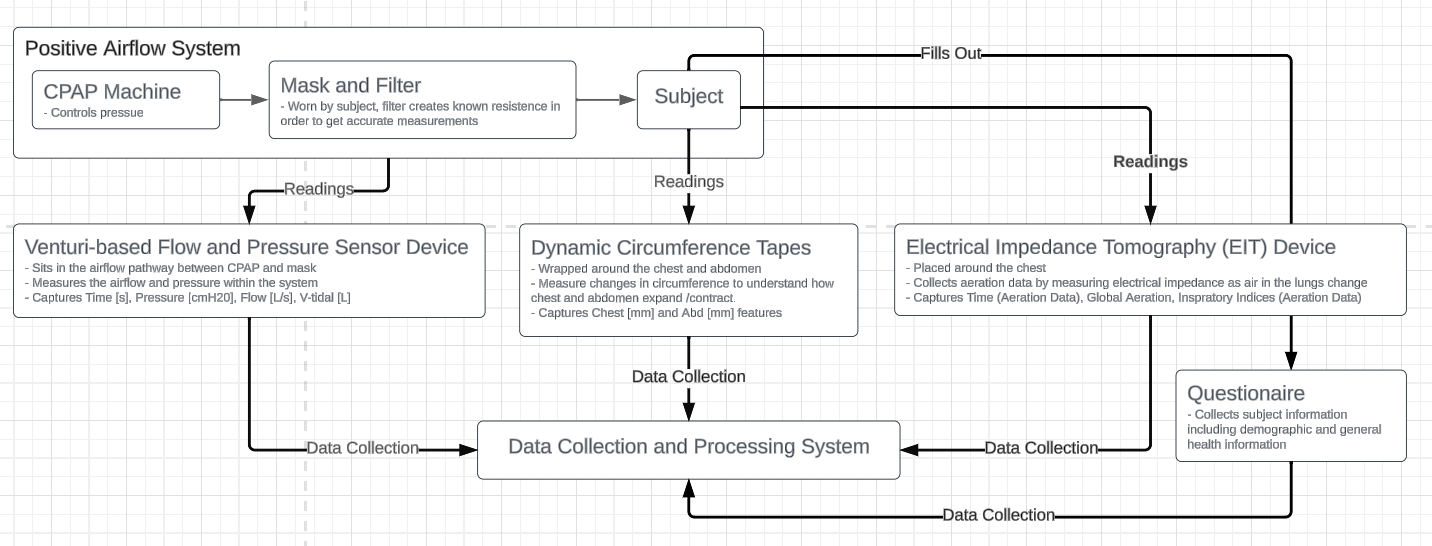 Positive Airflow System
CPAP Machine
- Controls pressue
Mask and Filter
- Worn by subject, filter creates known resistence in
order to get accurate measurements
Subject
Fills Out
Readings
Readings
Readings
Venturi-based Flow and Pressure Sensor Device
- Sits in the airflow pathway between CPAP and mask
- Measures the airflow and pressure within the system
- Captures Time [s], Pressure [cmH20], Flow [L/s], V-tidal [L]
Dynamic Circumference Tapes
- Wrapped around the chest and abdomen
- Measure changes in circumference to understand how
chest and abdomen expand /contract.
- Captures Chest [mm] and Abd [mm] features
Electrical Impedance Tomography (EIT) Device
- Placed around the chest
- Collects aeration data by measuring electrical impedance as air in the lungs change
- Captures Time (Aeration Data), Global Aeration, Inspratory Indices (Aeration Data)
Data Collection
Questionaire
- Collects subject information
including demographic and general
health information
Data Collection
Data Collection and Processing System
Data Collection
Data Collection